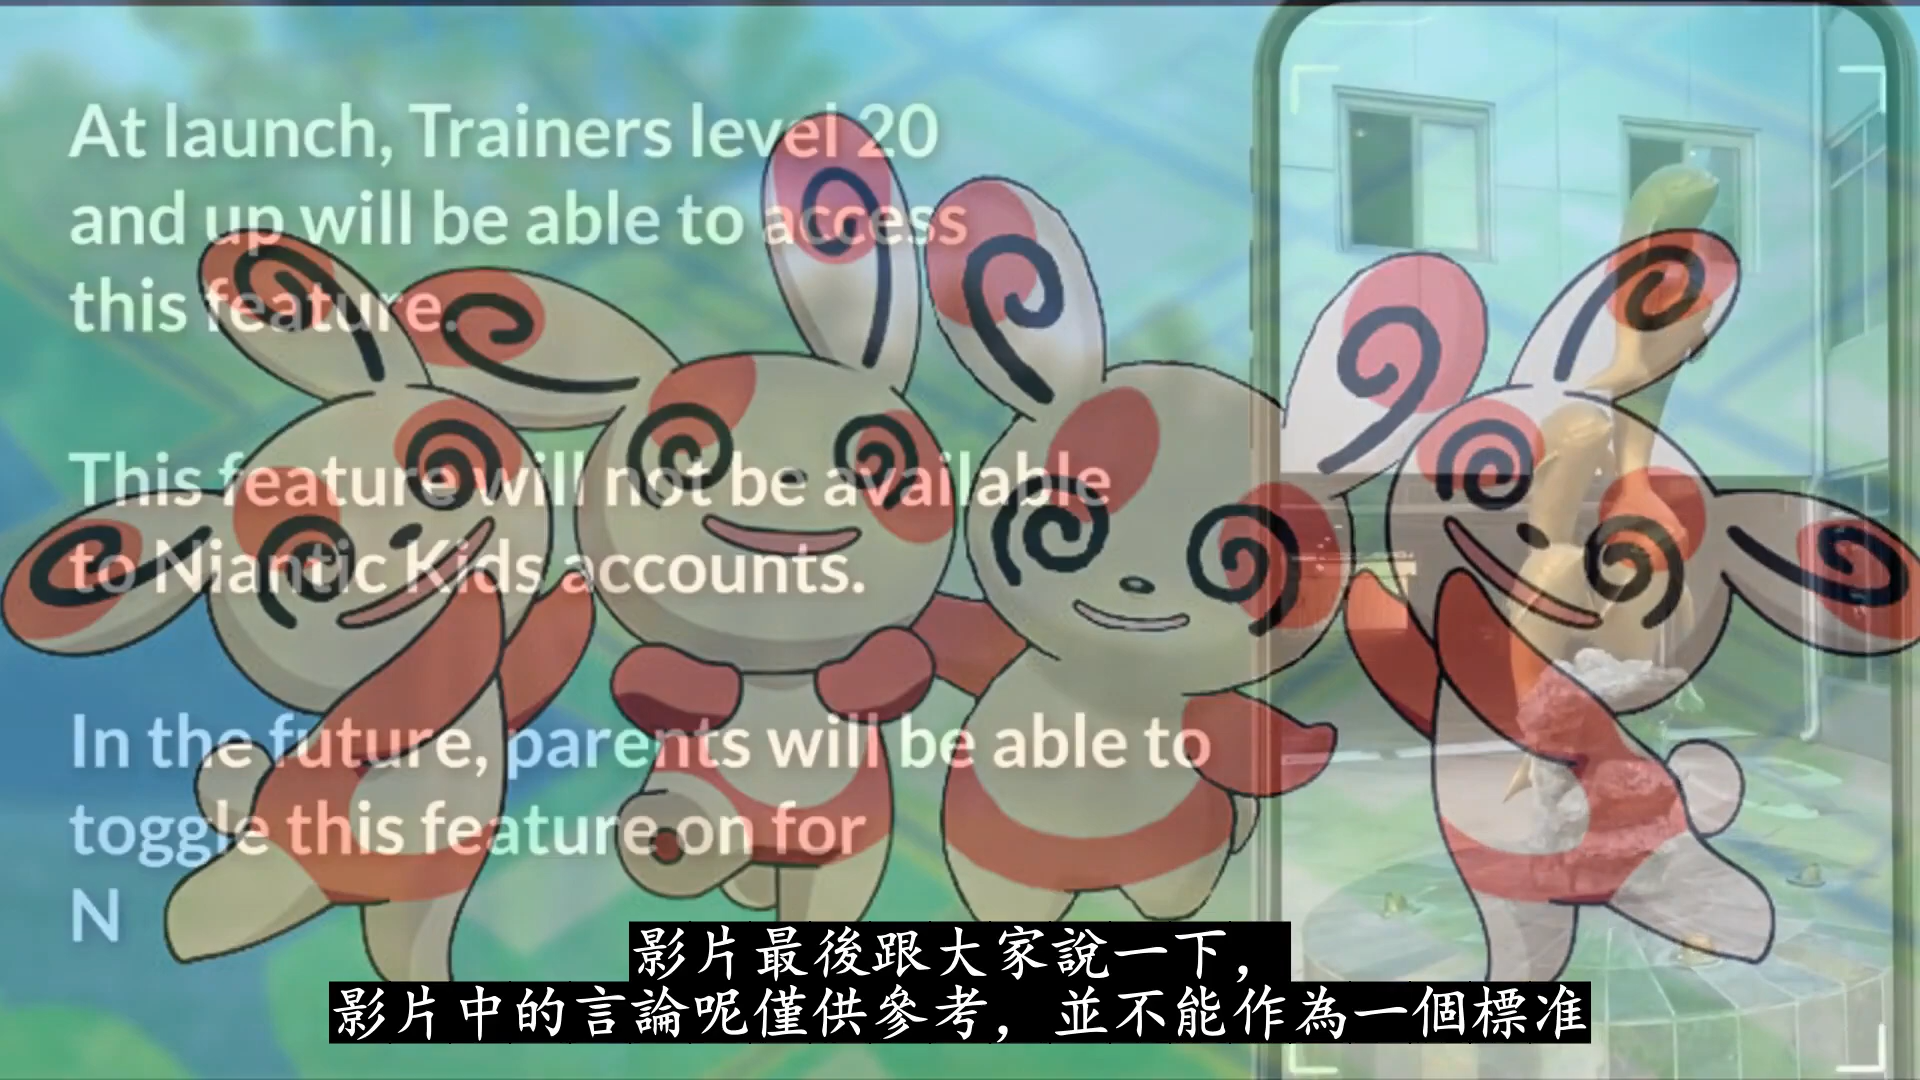 At launch, Trainers level 20
and up will be able to access
this feature.
This feature will not be available
to Niantic Kids accounts.
In the future, parents will be able to
toggle this feature on for
N
影片最後跟大家說一下，
影片中的言論呢僅供參考，並不能作為一個標准